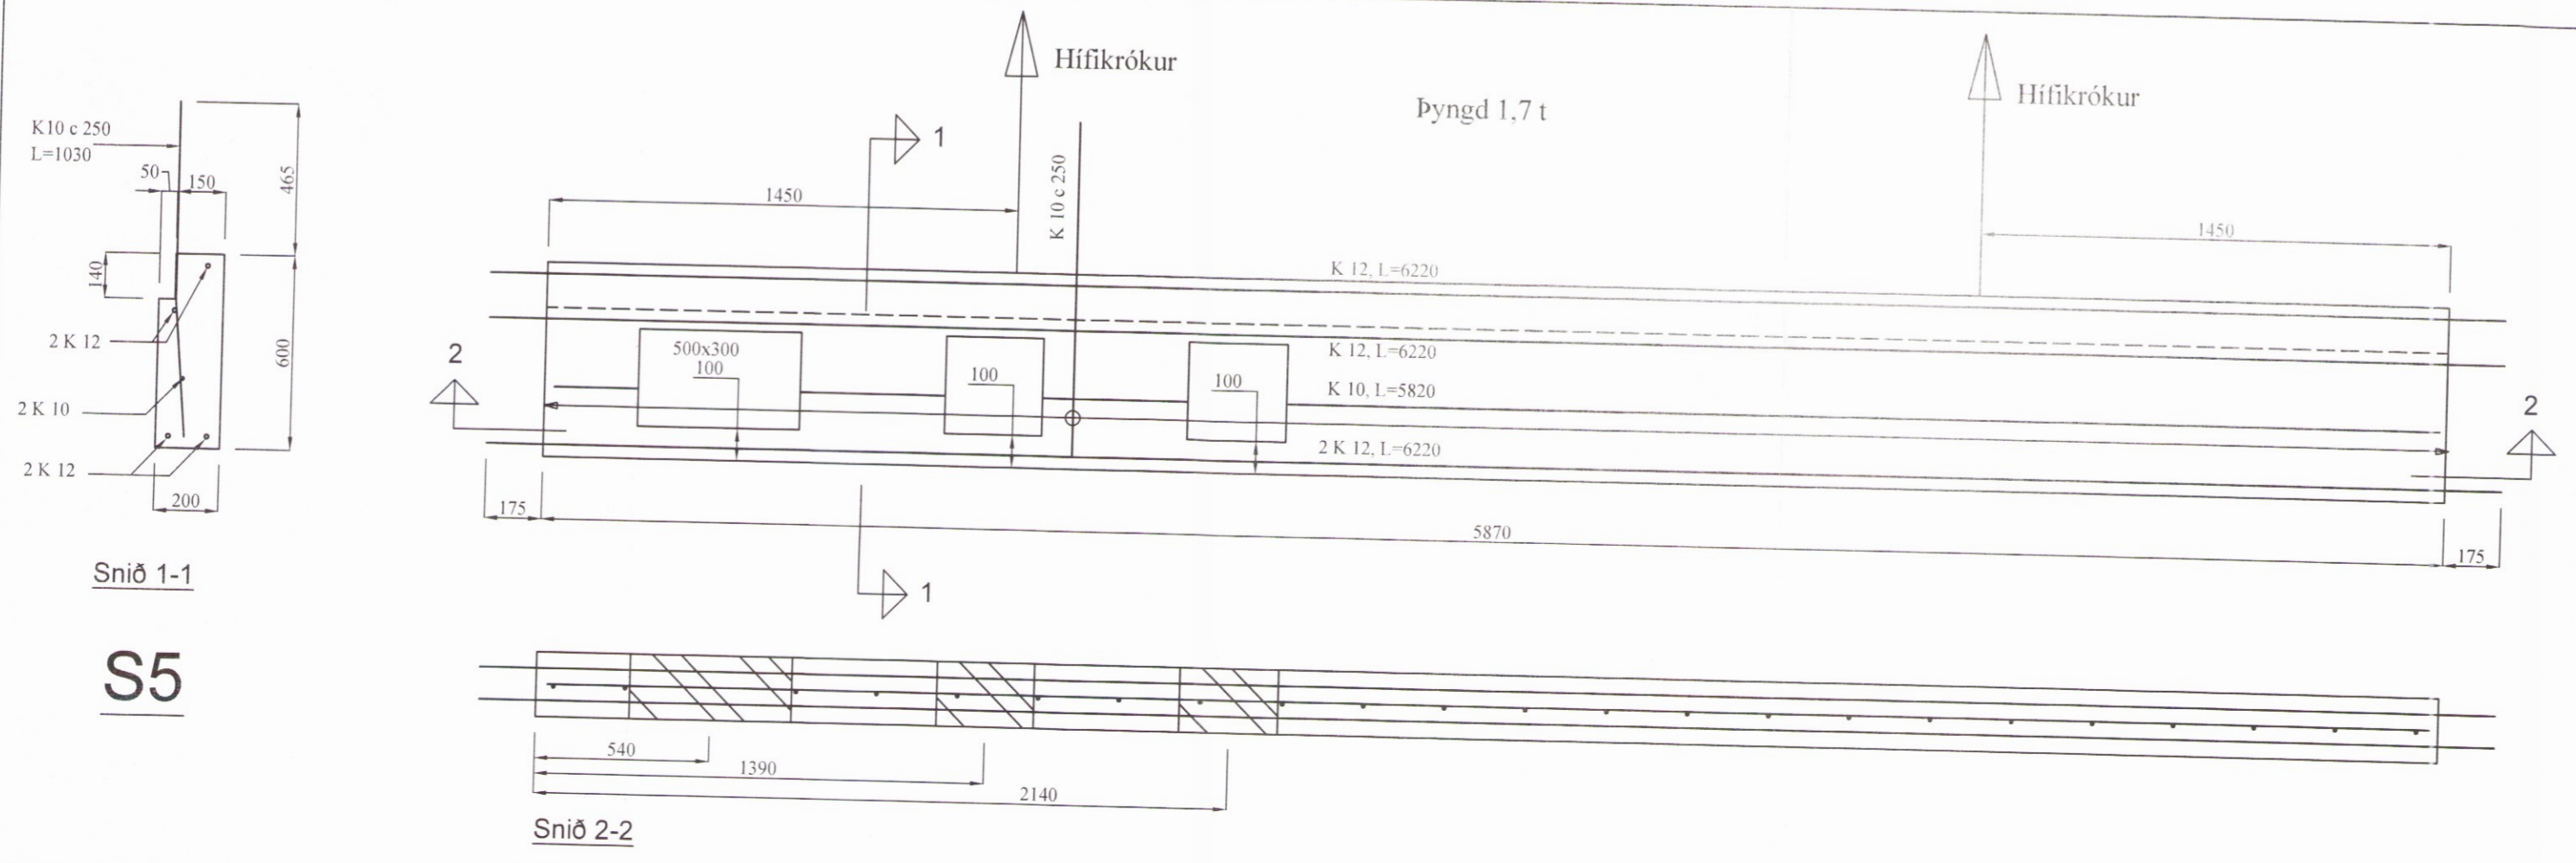 Hífikrókur
Hífikrókur
Þyngd 1,7 t
K10 c 250
L=1030
50
150
465
140
600
2 K 12
2 K 10
2 K 12
200
Snið 1-1
S5
1
1450
K 10 c 250
1450
K 12, L=6220
500x300
100
100
100
K 12, L=6220
K 10, L=5820
2 K 12, L=6220
2
2
175
5870
175
1
540
1390
2140
Snið 2-2